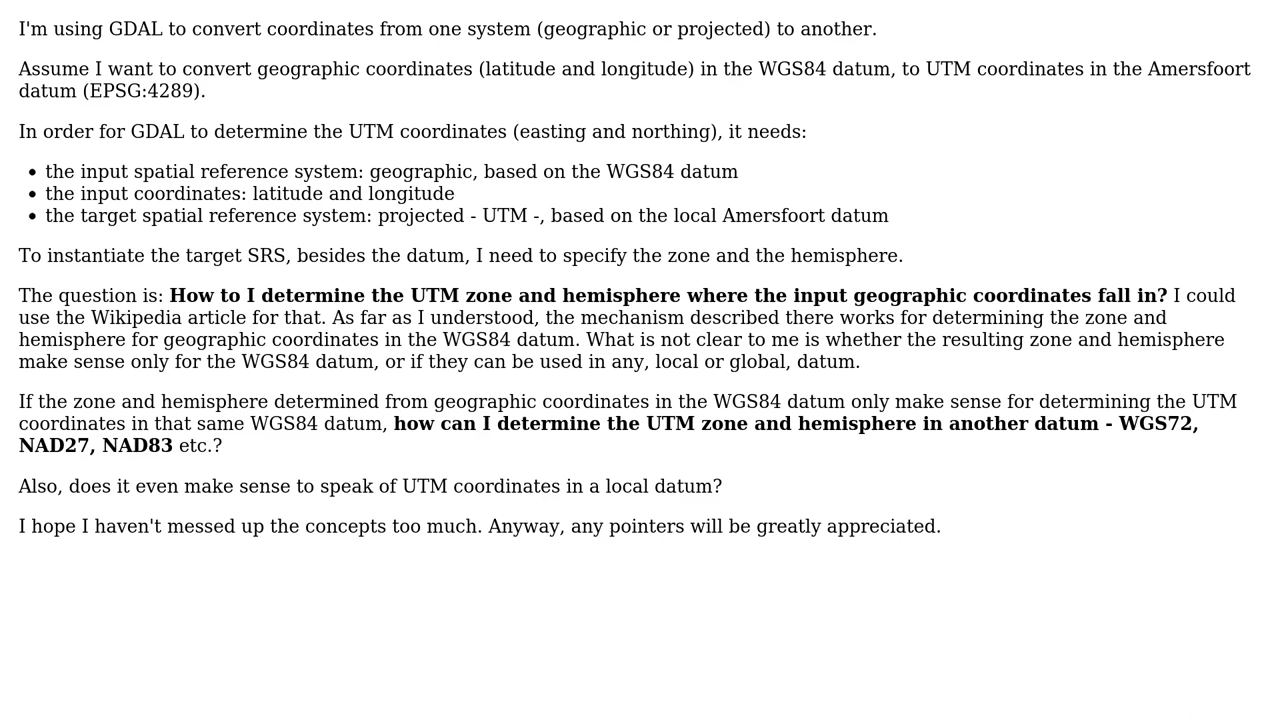 I'm using GDAL to convert coordinates from one system (geographic or projected) to another.
Assume I want to convert geographic coordinates (latitude and longitude) in the WGS84 datum, to UTM coordinates in the Amersfoort
datum (EPSG:4289).
In order for GDAL to determine the UTM coordinates (easting and northing), it needs:
• the input spatial reference system: geographic, based on the WGS84 datum
• the input coordinates: latitude and longitude
• the target spatial reference system: projected - UTM -, based on the local Amersfoort datum
To instantiate the target SRS, besides the datum, I need to specify the zone and the hemisphere.
The question is: How to I determine the UTM zone and hemisphere where the input geographic coordinates fall in? I could
use the Wikipedia article for that. As far as I understood, the mechanism described there works for determining the zone and
hemisphere for geographic coordinates in the WGS84 datum. What is not clear to me is whether the resulting zone and hemisphere
make sense only for the WGS84 datum, or if they can be used in any, local or global, datum.
If the zone and hemisphere determined from geographic coordinates in the WGS84 datum only make sense for determining the UTM
coordinates in that same WGS84 datum, how can I determine the UTM zone and hemisphere in another datum - WGS72,
NAD27, NAD83 etc.?
Also, does it even make sense to speak of UTM coordinates in a local datum?
I hope I haven't messed up the concepts too much. Anyway, any pointers will be greatly appreciated.